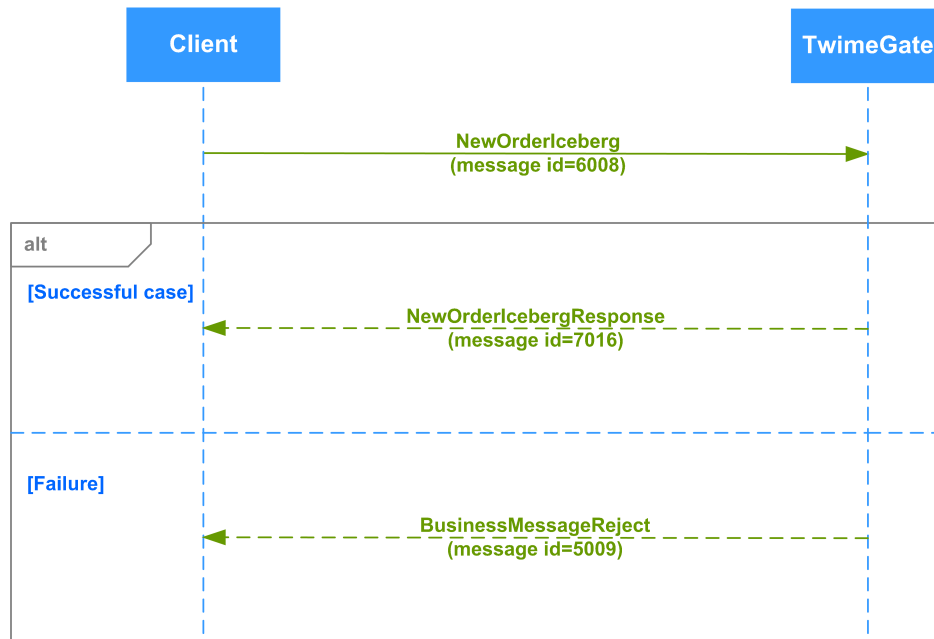 Client
TwimeGate
NewOrderIceberg
(message id=6008)
alt
[Successful case]
NewOrderIcebergResponse
(message id=7016)
[Failure]
BusinessMessageReject
(message id=5009)